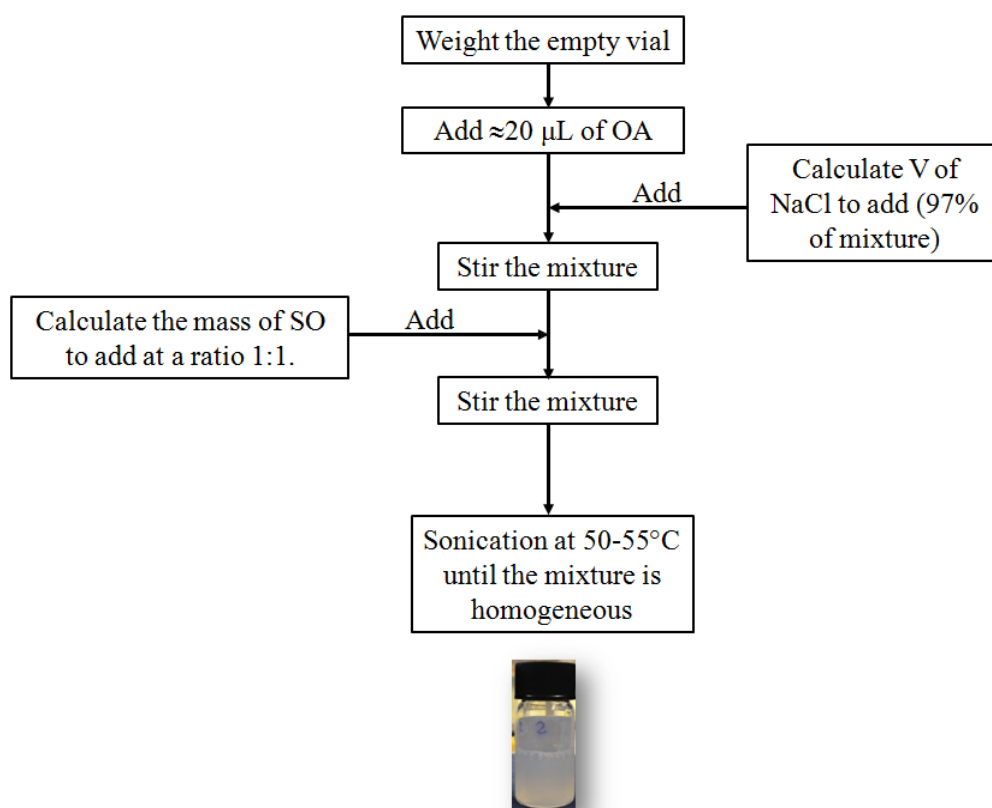 Weight the empty vial
Add ≈20 μL of OA
Calculate V of
NaCl to add (97%
of mixture)
Add
Stir the mixture
Calculate the mass of SO
to add at a ratio 1:1.
Add
Stir the mixture
Sonication at 50-55°C
until the mixture is
homogeneous
2